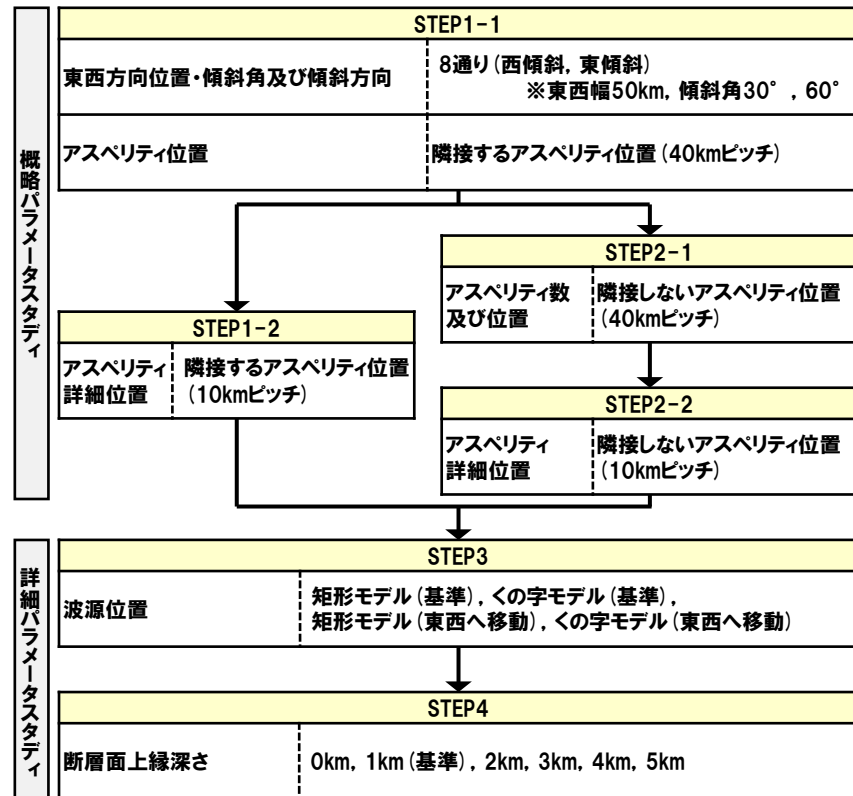 概略パラメータスタディ
STEP1-1
東西方向位置・傾斜角及び傾斜方向
8通り(西傾斜, 東傾斜)
※東西幅50km, 傾斜角30°, 60°
アスペリティ位置
隣接するアスペリティ位置(40kmピッチ)
STEP1-2
アスペリティ
詳細位置
隣接するアスペリティ位置
(10kmピッチ)
STEP2-1
アスペリティ数
及び位置
隣接しないアスペリティ位置
(40kmピッチ)
STEP2-2
アスペリティ
詳細位置
隣接しないアスペリティ位置
(10kmピッチ)
詳細パラメータスタディ
STEP3
波源位置
矩形モデル(基準), くの字モデル(基準),
矩形モデル(東西へ移動), くの字モデル(東西へ移動)
STEP4
断層面上縁深さ
0km, 1km(基準), 2km, 3km, 4km, 5km